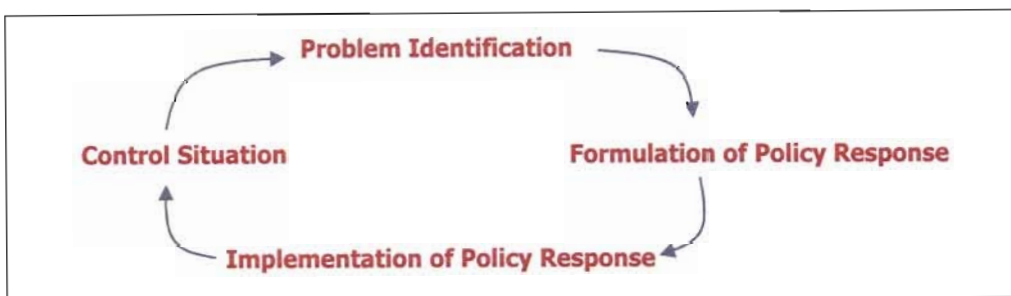 Problem Identification
Control Situation
Formulation of Policy Response
Implementation of Policy Response